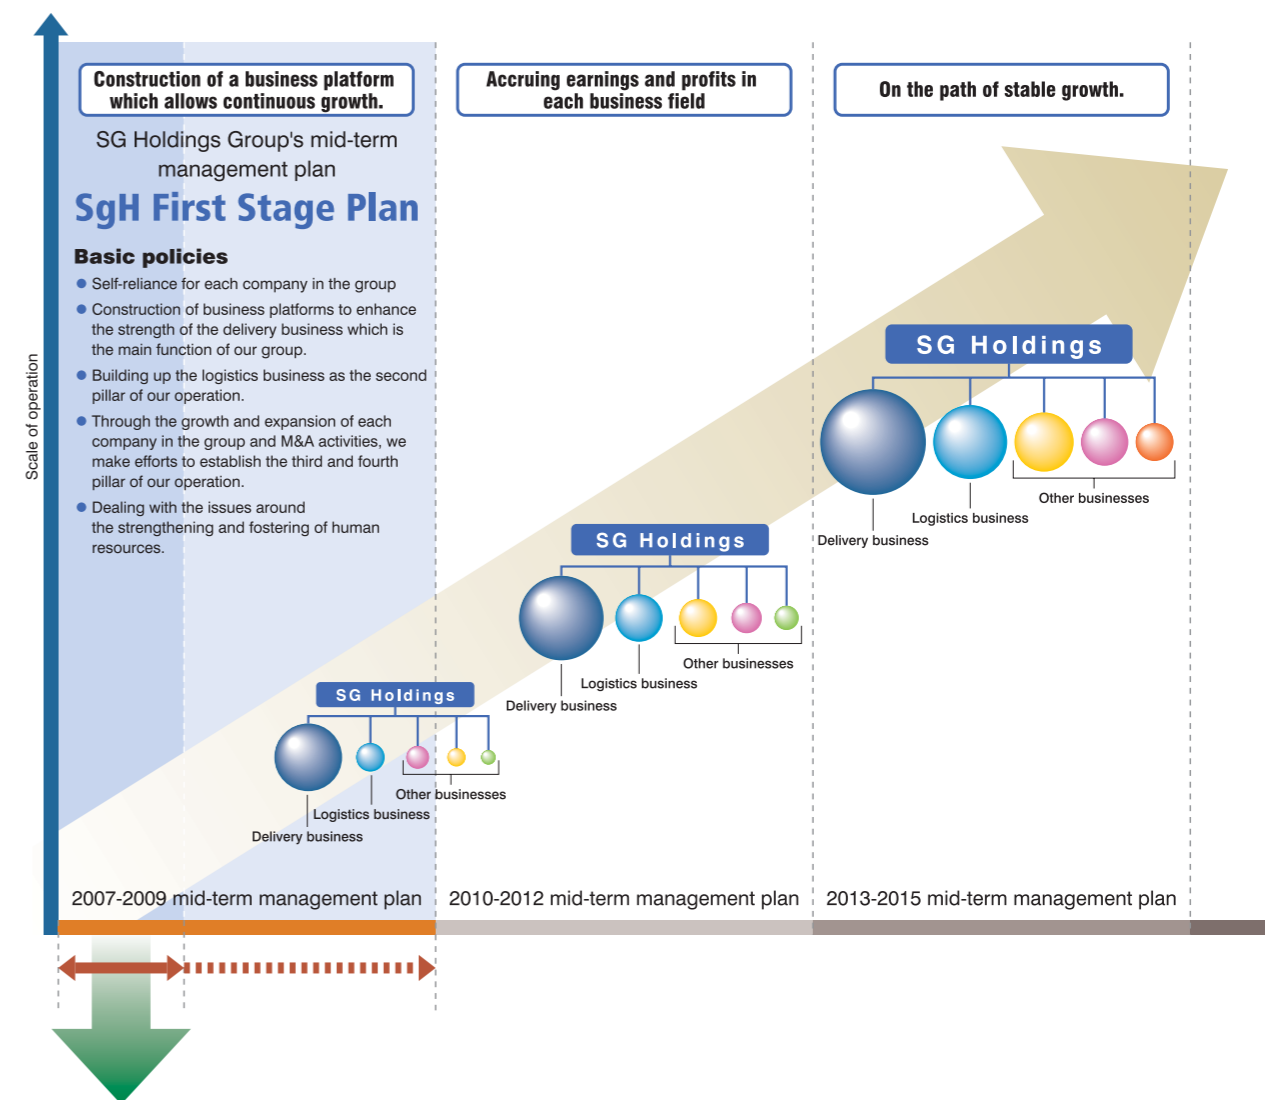 Construction of a business platform
which allows continuous growth.
SG Holdings Group's mid-term
management plan
SgH First Stage Plan
Basic policies
● Self-reliance for each company in the group
● Construction of business platforms to enhance
the strength of the delivery business which is
the main function of our group.
● Building up the logistics business as the second
pillar of our operation.
● Through the growth and expansion of each
company in the group and M&A activities, we
make efforts to establish the third and fourth
pillar of our operation.
● Dealing with the issues around
the strengthening and fostering of human
resources.
Accruing earnings and profits in
each business field
On the path of stable growth.
Scale of operation
SG Holdings
Other businesses
Logistics business
Delivery business
SG Holdings
Other businesses
Logistics business
Delivery business
SG Holdings
Other businesses
Logistics business
Delivery business
2007-2009 mid-term management plan
2010-2012 mid-term management plan
2013-2015 mid-term management plan